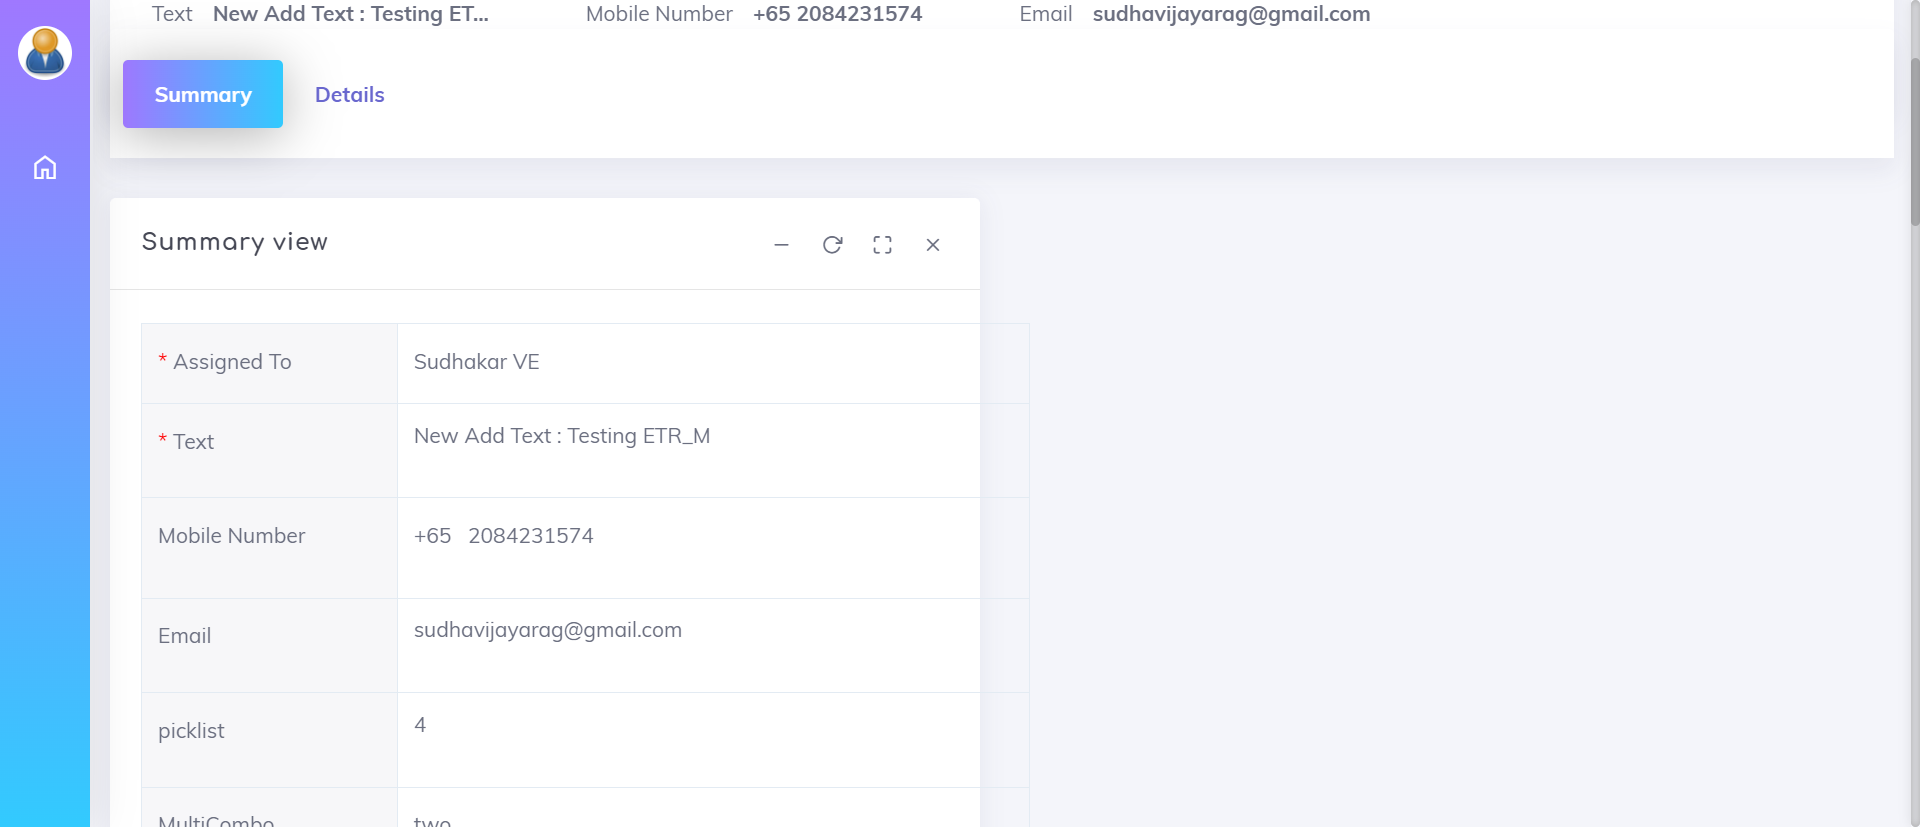 Text New Add Text : Testing ET... Mobile Number +65 2084231574 Email sudhavijayarag@gmail.com
Summary Details
Summary view
* Assigned To Sudhakar VE
* Text New Add Text : Testing ETR_M
Mobile Number +65 2084231574
Email sudhavijayarag@gmail.com
picklist 4
MultiCombo two